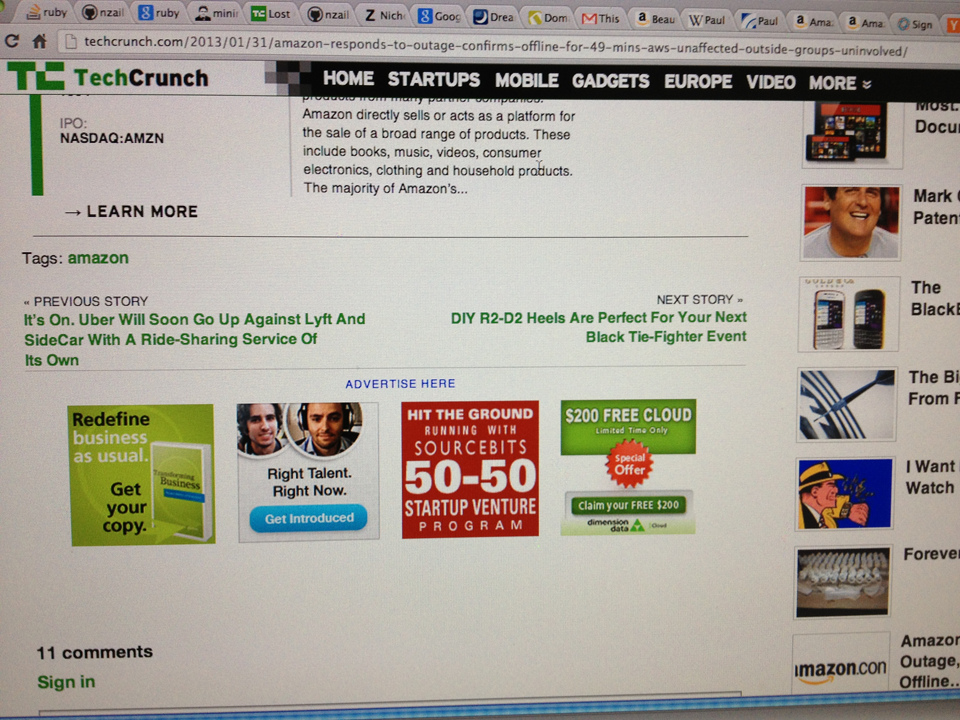 ruby
nzail
ruby
mini
Lost
nzail
Nich
Goog
Drea
Dom
This
Beau
Paul
Paul
Ama
Ama
Sign
techcrunch.com/2013/01/31/amazon-responds-to-outage-confirms-offline-for-49-mins-aws-unaffected-outside-groups-uninvolved/
TechCrunch
HOME STARTUPS MOBILE GADGETS EUROPE VIDEO MORE
products from many partner companies.
Amazon directly sells or acts as a platform for
the sale of a broad range of products. These
include books, music, videos, consumer
electronics, clothing and household products.
The majority of Amazon's...
IPO:
NASDAQ:AMZN
→ LEARN MORE
Tags: amazon
« PREVIOUS STORY
It's On. Uber Will Soon Go Up Against Lyft And
SideCar With A Ride-Sharing Service Of
Its Own
NEXT STORY »
DIY R2-D2 Heels Are Perfect For Your Next
Black Tie-Fighter Event
ADVERTISE HERE
Redefine
business
as usual.
Get
your
copy.
Transforming
Business
Right Talent.
Right Now.
Get Introduced
HIT THE GROUND
RUNNING WITH
SOURCEBITS
50-50
STARTUP VENTURE
PROGRAM
$200 FREE CLOUD
Limited Time Only
Special
Offer
Claim your FREE $200
dimension
data
Cloud
11 comments
Sign in
Most
Docu
Mark
Paten
The
Black
The Bi
From F
I Want
Watch
Foreve
amazon.con
Amazon
Outage,
Offline...